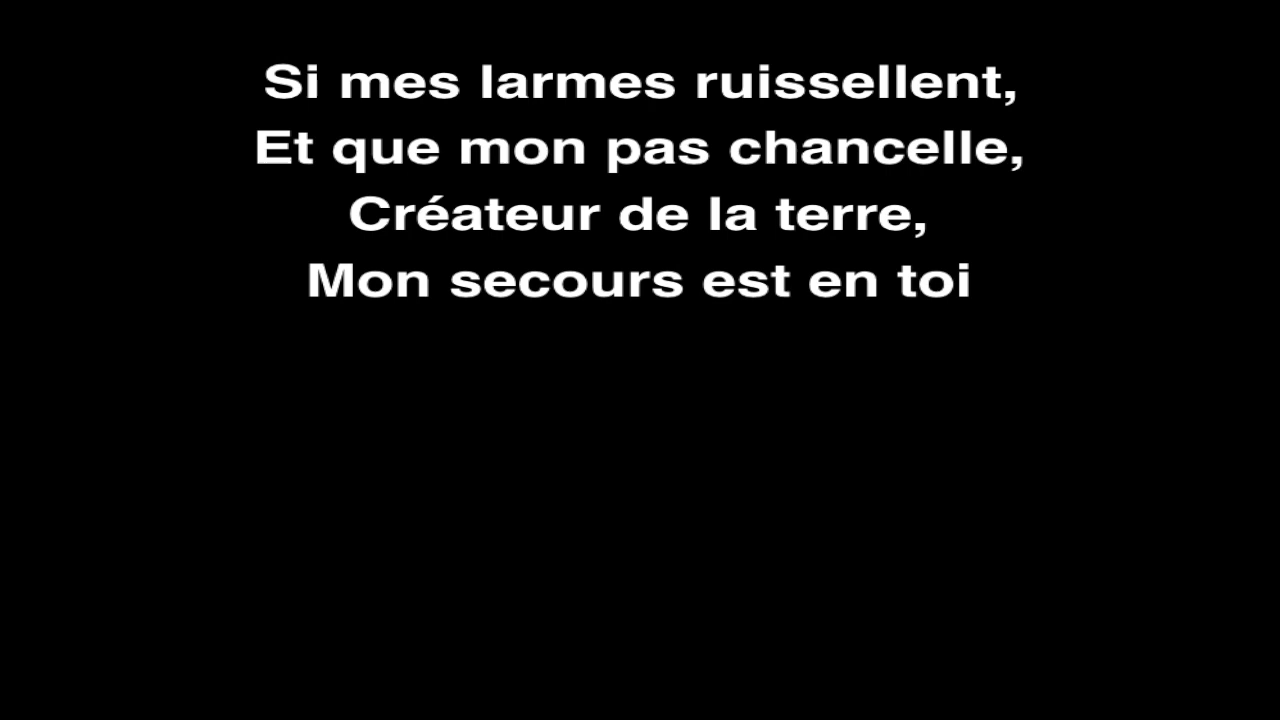 Si mes larmes ruissellent,
Et que mon pas chancelle,
Créateur de la terre,
Mon secours est en toi